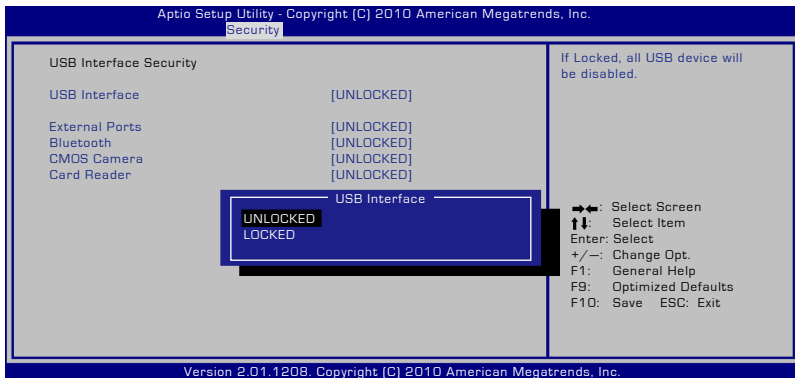 Aptio Setup Utility - Copyright (C) 2010 American Megatrends, Inc.
Security
USB Interface Security
USB Interface [UNLOCKED]
External Ports [UNLOCKED]
Bluetooth [UNLOCKED]
CMOS Camera [UNLOCKED]
Card Reader [UNLOCKED]
USB Interface
UNLOCKED
LOCKED
If Locked, all USB device will
be disabled.
→←: Select Screen
↑↓: Select Item
Enter: Select
+/—: Change Opt.
F1: General Help
F9: Optimized Defaults
F10: Save ESC: Exit
Version 2.01.1208. Copyright (C) 2010 American Megatrends, Inc.